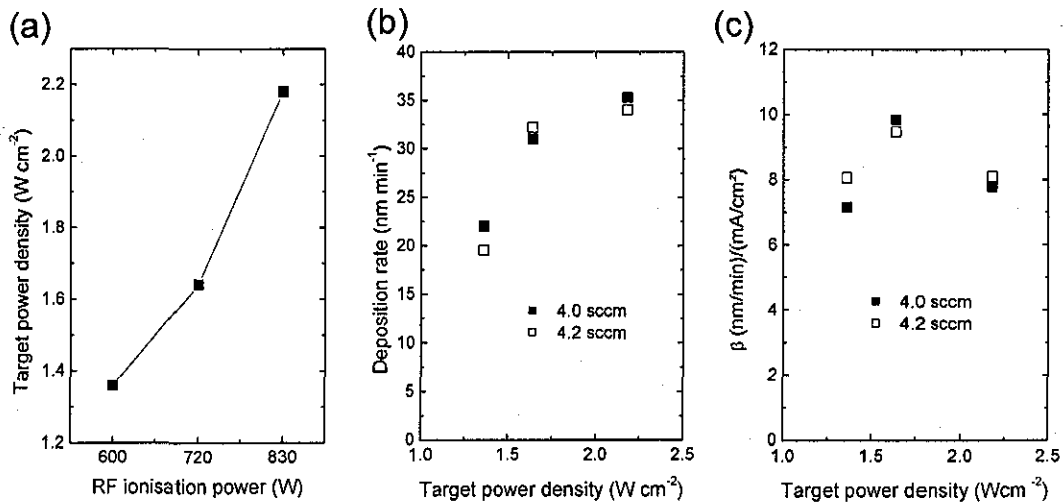 (a)
Target power density (W cm⁻²)
2.2
2.0
1.8
1.6
1.4
1.2
600
720
830
RF ionisation power (W)
(b)
Deposition rate (nm min⁻¹)
40
35
30
25
20
15
10
5
0
4.0 sccm
4.2 sccm
1.0
1.5
2.0
2.5
Target power density (W cm⁻²)
(c)
β (nm/min)/(mA/cm²)
12
10
8
6
4
2
0
4.0 sccm
4.2 sccm
1.0
1.5
2.0
2.5
Target power density (Wcm⁻²)